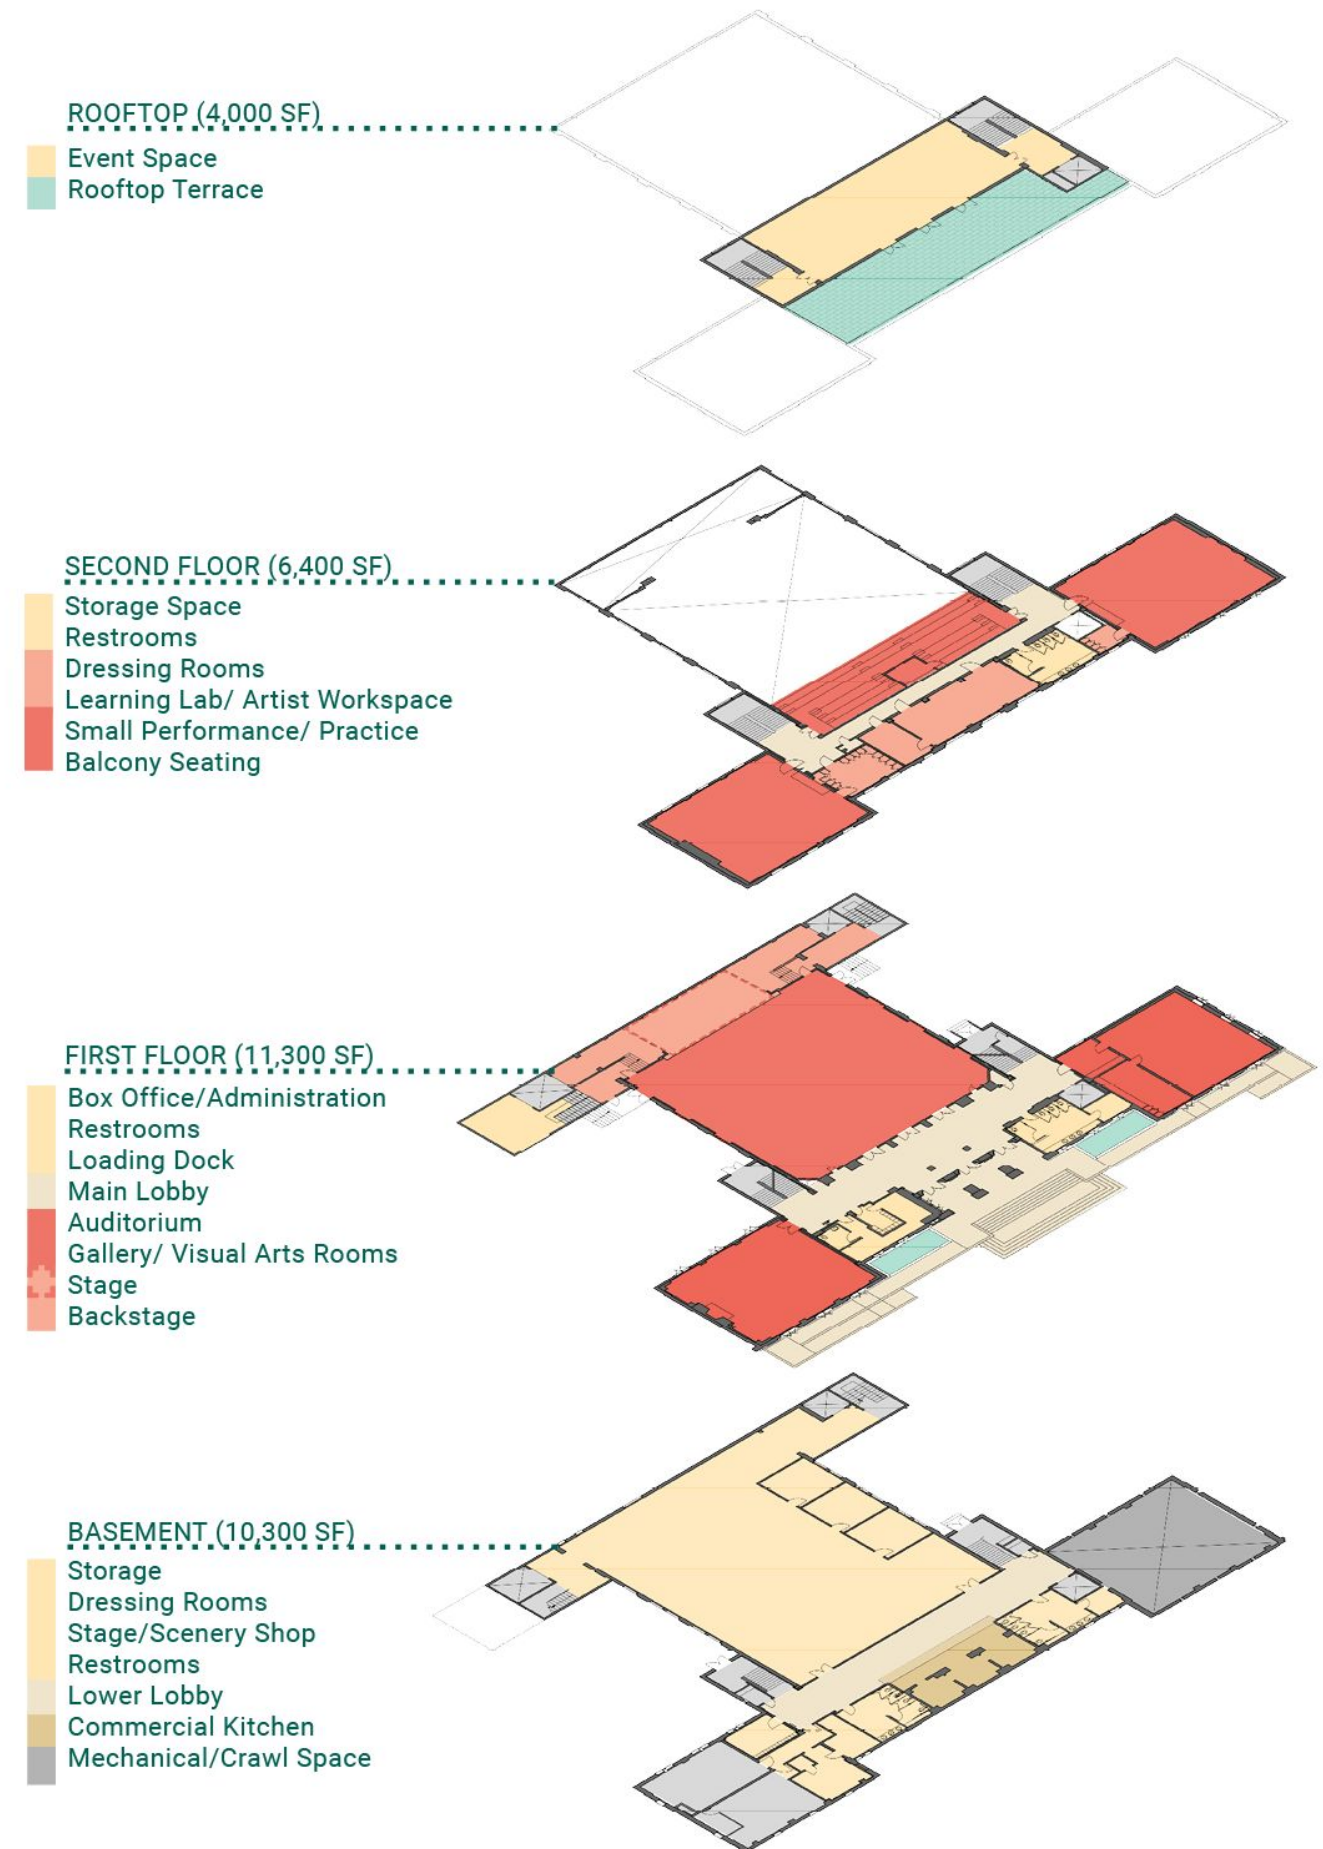 ROOFTOP (4,000 SF)
Event Space
Rooftop Terrace
SECOND FLOOR (6,400 SF)
Storage Space
Restrooms
Dressing Rooms
Learning Lab/ Artist Workspace
Small Performance/ Practice
Balcony Seating
FIRST FLOOR (11,300 SF)
Box Office/Administration
Restrooms
Loading Dock
Main Lobby
Auditorium
Gallery/ Visual Arts Rooms
Stage
Backstage
BASEMENT (10,300 SF)
Storage
Dressing Rooms
Stage/Scenery Shop
Restrooms
Lower Lobby
Commercial Kitchen
Mechanical/Crawl Space